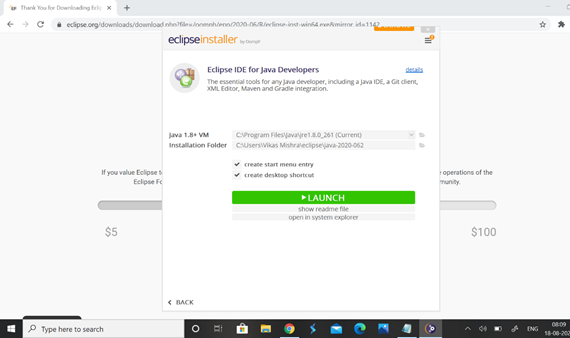 Thank You for Downloading Ecli
eclipse.org/downloads/download.php?file=/oomph/epp/2020-06/R/eclipse-inst-win64.exe&mirror_id=1142
eclipseinstaller by Oomph
Eclipse IDE for Java Developers
details
The essential tools for any Java developer, including a Java IDE, a Git client,
XML Editor, Maven and Gradle integration.
Java 1.8+ VM
C:\Program Files\Java\jre1.8.0_261 (Current)
Installation Folder
C:\Users\Vikas Mishra\eclipse\java-2020-062
create start menu entry
create desktop shortcut
If you value Eclipse t
e operations of the
Eclipse Fo
munity.
LAUNCH
show readme file
open in system explorer
$5
$100
BACK
Type here to search
ENG
08:09
18-08-202